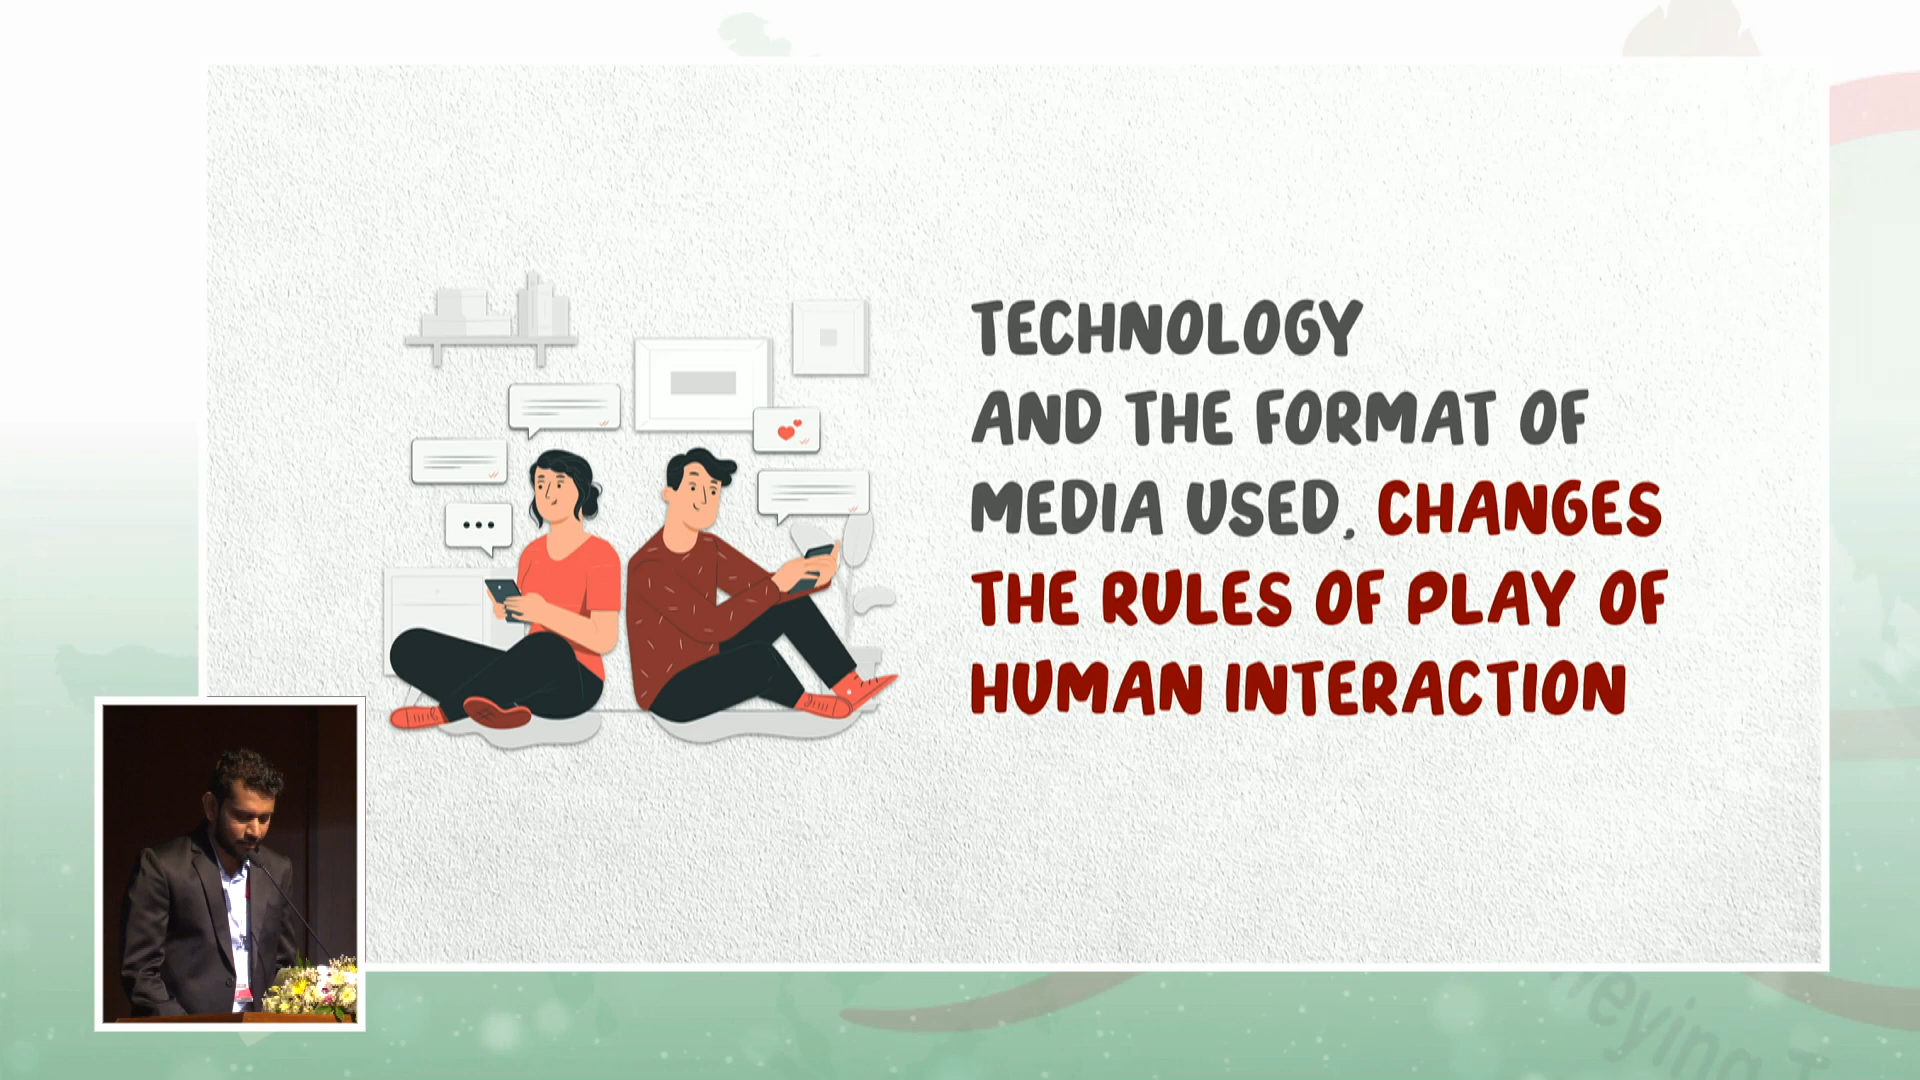 TECHNOLOGY
AND THE FORMAT OF
MEDIA USED, CHANGES
THE RULES OF PLAY OF
HUMAN INTERACTION